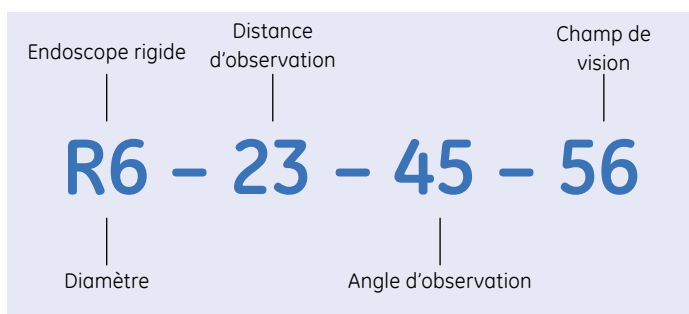 Endoscope rigide
Distance
d'observation
Champ de
vision
R6 – 23 – 45 – 56
Diamètre
Angle d'observation